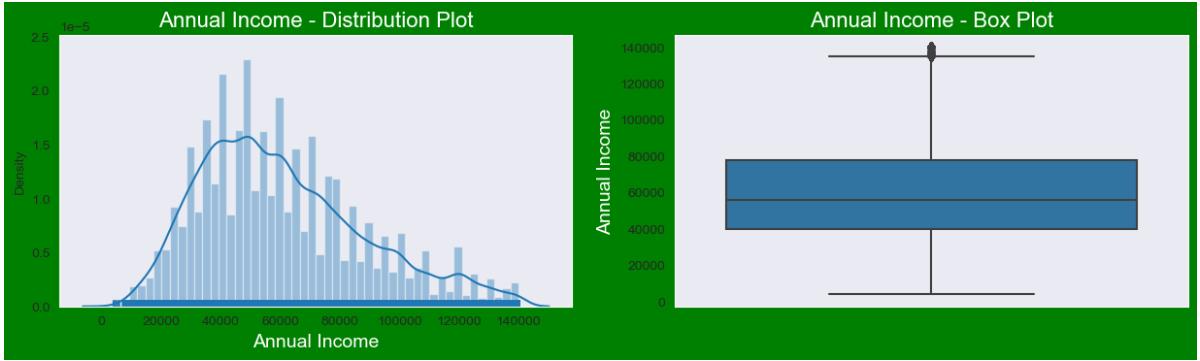 Annual Income - Distribution Plot
1e−5
2.5
2.0
1.5
1.0
0.5
0.0
Density
0 20000 40000 60000 80000 100000 120000 140000
Annual Income
Annual Income - Box Plot
140000
120000
100000
80000
60000
40000
20000
0
Annual Income